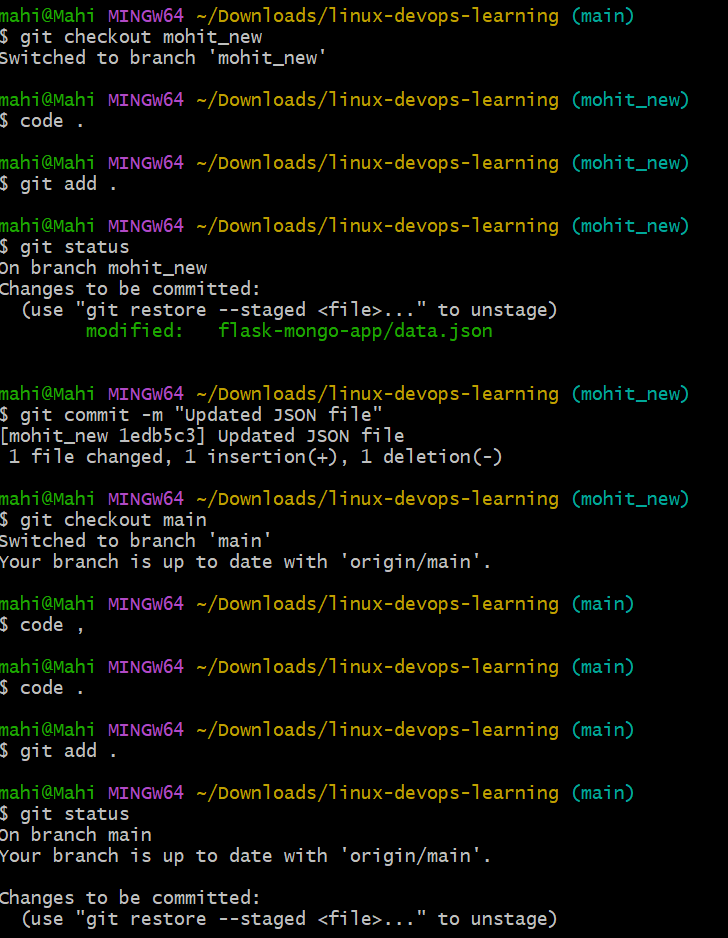 mahi@Mahi MINGW64 ~/Downloads/linux-devops-learning (main)
$ git checkout mohit_new
Switched to branch 'mohit_new'
mahi@Mahi MINGW64 ~/Downloads/linux-devops-learning (mohit_new)
$ code .
mahi@Mahi MINGW64 ~/Downloads/linux-devops-learning (mohit_new)
$ git add .
mahi@Mahi MINGW64 ~/Downloads/linux-devops-learning (mohit_new)
$ git status
On branch mohit_new
Changes to be committed:
  (use "git restore --staged <file>..." to unstage)
        modified:   flask-mongo-app/data.json
mahi@Mahi MINGW64 ~/Downloads/linux-devops-learning (mohit_new)
$ git commit -m "Updated JSON file"
[mohit_new 1edb5c3] Updated JSON file
 1 file changed, 1 insertion(+), 1 deletion(-)
mahi@Mahi MINGW64 ~/Downloads/linux-devops-learning (mohit_new)
$ git checkout main
Switched to branch 'main'
Your branch is up to date with 'origin/main'.
mahi@Mahi MINGW64 ~/Downloads/linux-devops-learning (main)
$ code ,
mahi@Mahi MINGW64 ~/Downloads/linux-devops-learning (main)
$ code .
mahi@Mahi MINGW64 ~/Downloads/linux-devops-learning (main)
$ git add .
mahi@Mahi MINGW64 ~/Downloads/linux-devops-learning (main)
$ git status
On branch main
Your branch is up to date with 'origin/main'.
Changes to be committed:
  (use "git restore --staged <file>..." to unstage)